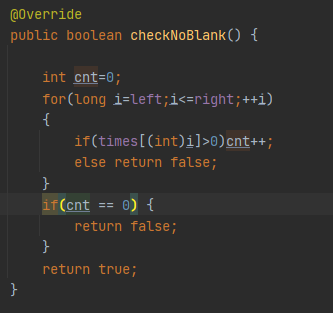 @Override
public boolean checkNoBlank() {
int cnt=0;
for(long i=left;i<=right;++i)
{
if(times[(int)i]>0)cnt++;
else return false;
}
if(cnt == 0) {
return false;
}
return true;
}